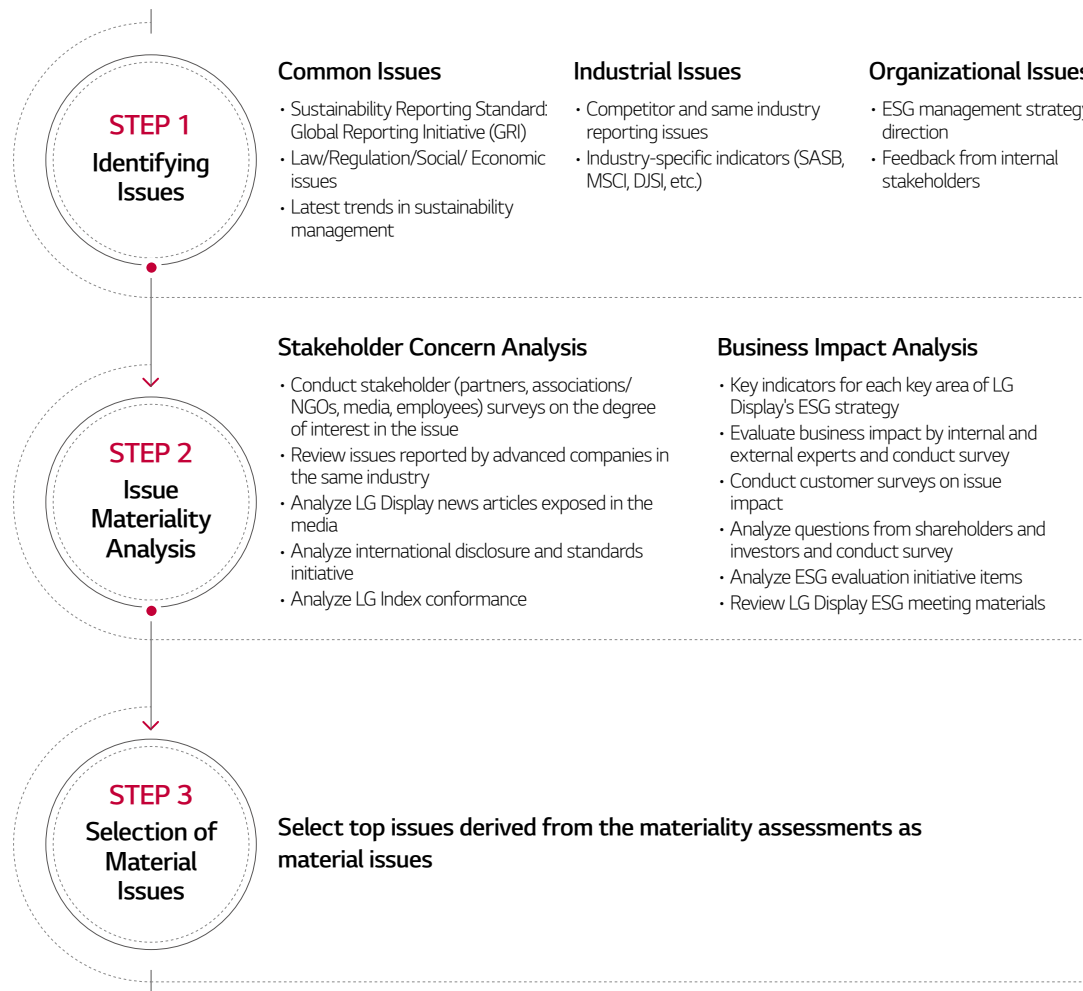 STEP 1
Identifying
Issues
Common Issues
• Sustainability Reporting Standard:
Global Reporting Initiative (GRI)
• Law/Regulation/Social/ Economic
issues
• Latest trends in sustainability
management
Industrial Issues
• Competitor and same industry
reporting issues
• Industry-specific indicators (SASB,
MSCI, DJSI, etc.)
Organizational Issues
• ESG management strategy
direction
• Feedback from internal
stakeholders
STEP 2
Issue
Materiality
Analysis
Stakeholder Concern Analysis
• Conduct stakeholder (partners, associations/
NGOs, media, employees) surveys on the degree
of interest in the issue
• Review issues reported by advanced companies in
the same industry
• Analyze LG Display news articles exposed in the
media
• Analyze international disclosure and standards
initiative
• Analyze LG Index conformance
Business Impact Analysis
• Key indicators for each key area of LG
Display's ESG strategy
• Evaluate business impact by internal and
external experts and conduct survey
• Conduct customer surveys on issue
impact
• Analyze questions from shareholders and
investors and conduct survey
• Analyze ESG evaluation initiative items
• Review LG Display ESG meeting materials
STEP 3
Selection of
Material
Issues
Select top issues derived from the materiality assessments as
material issues